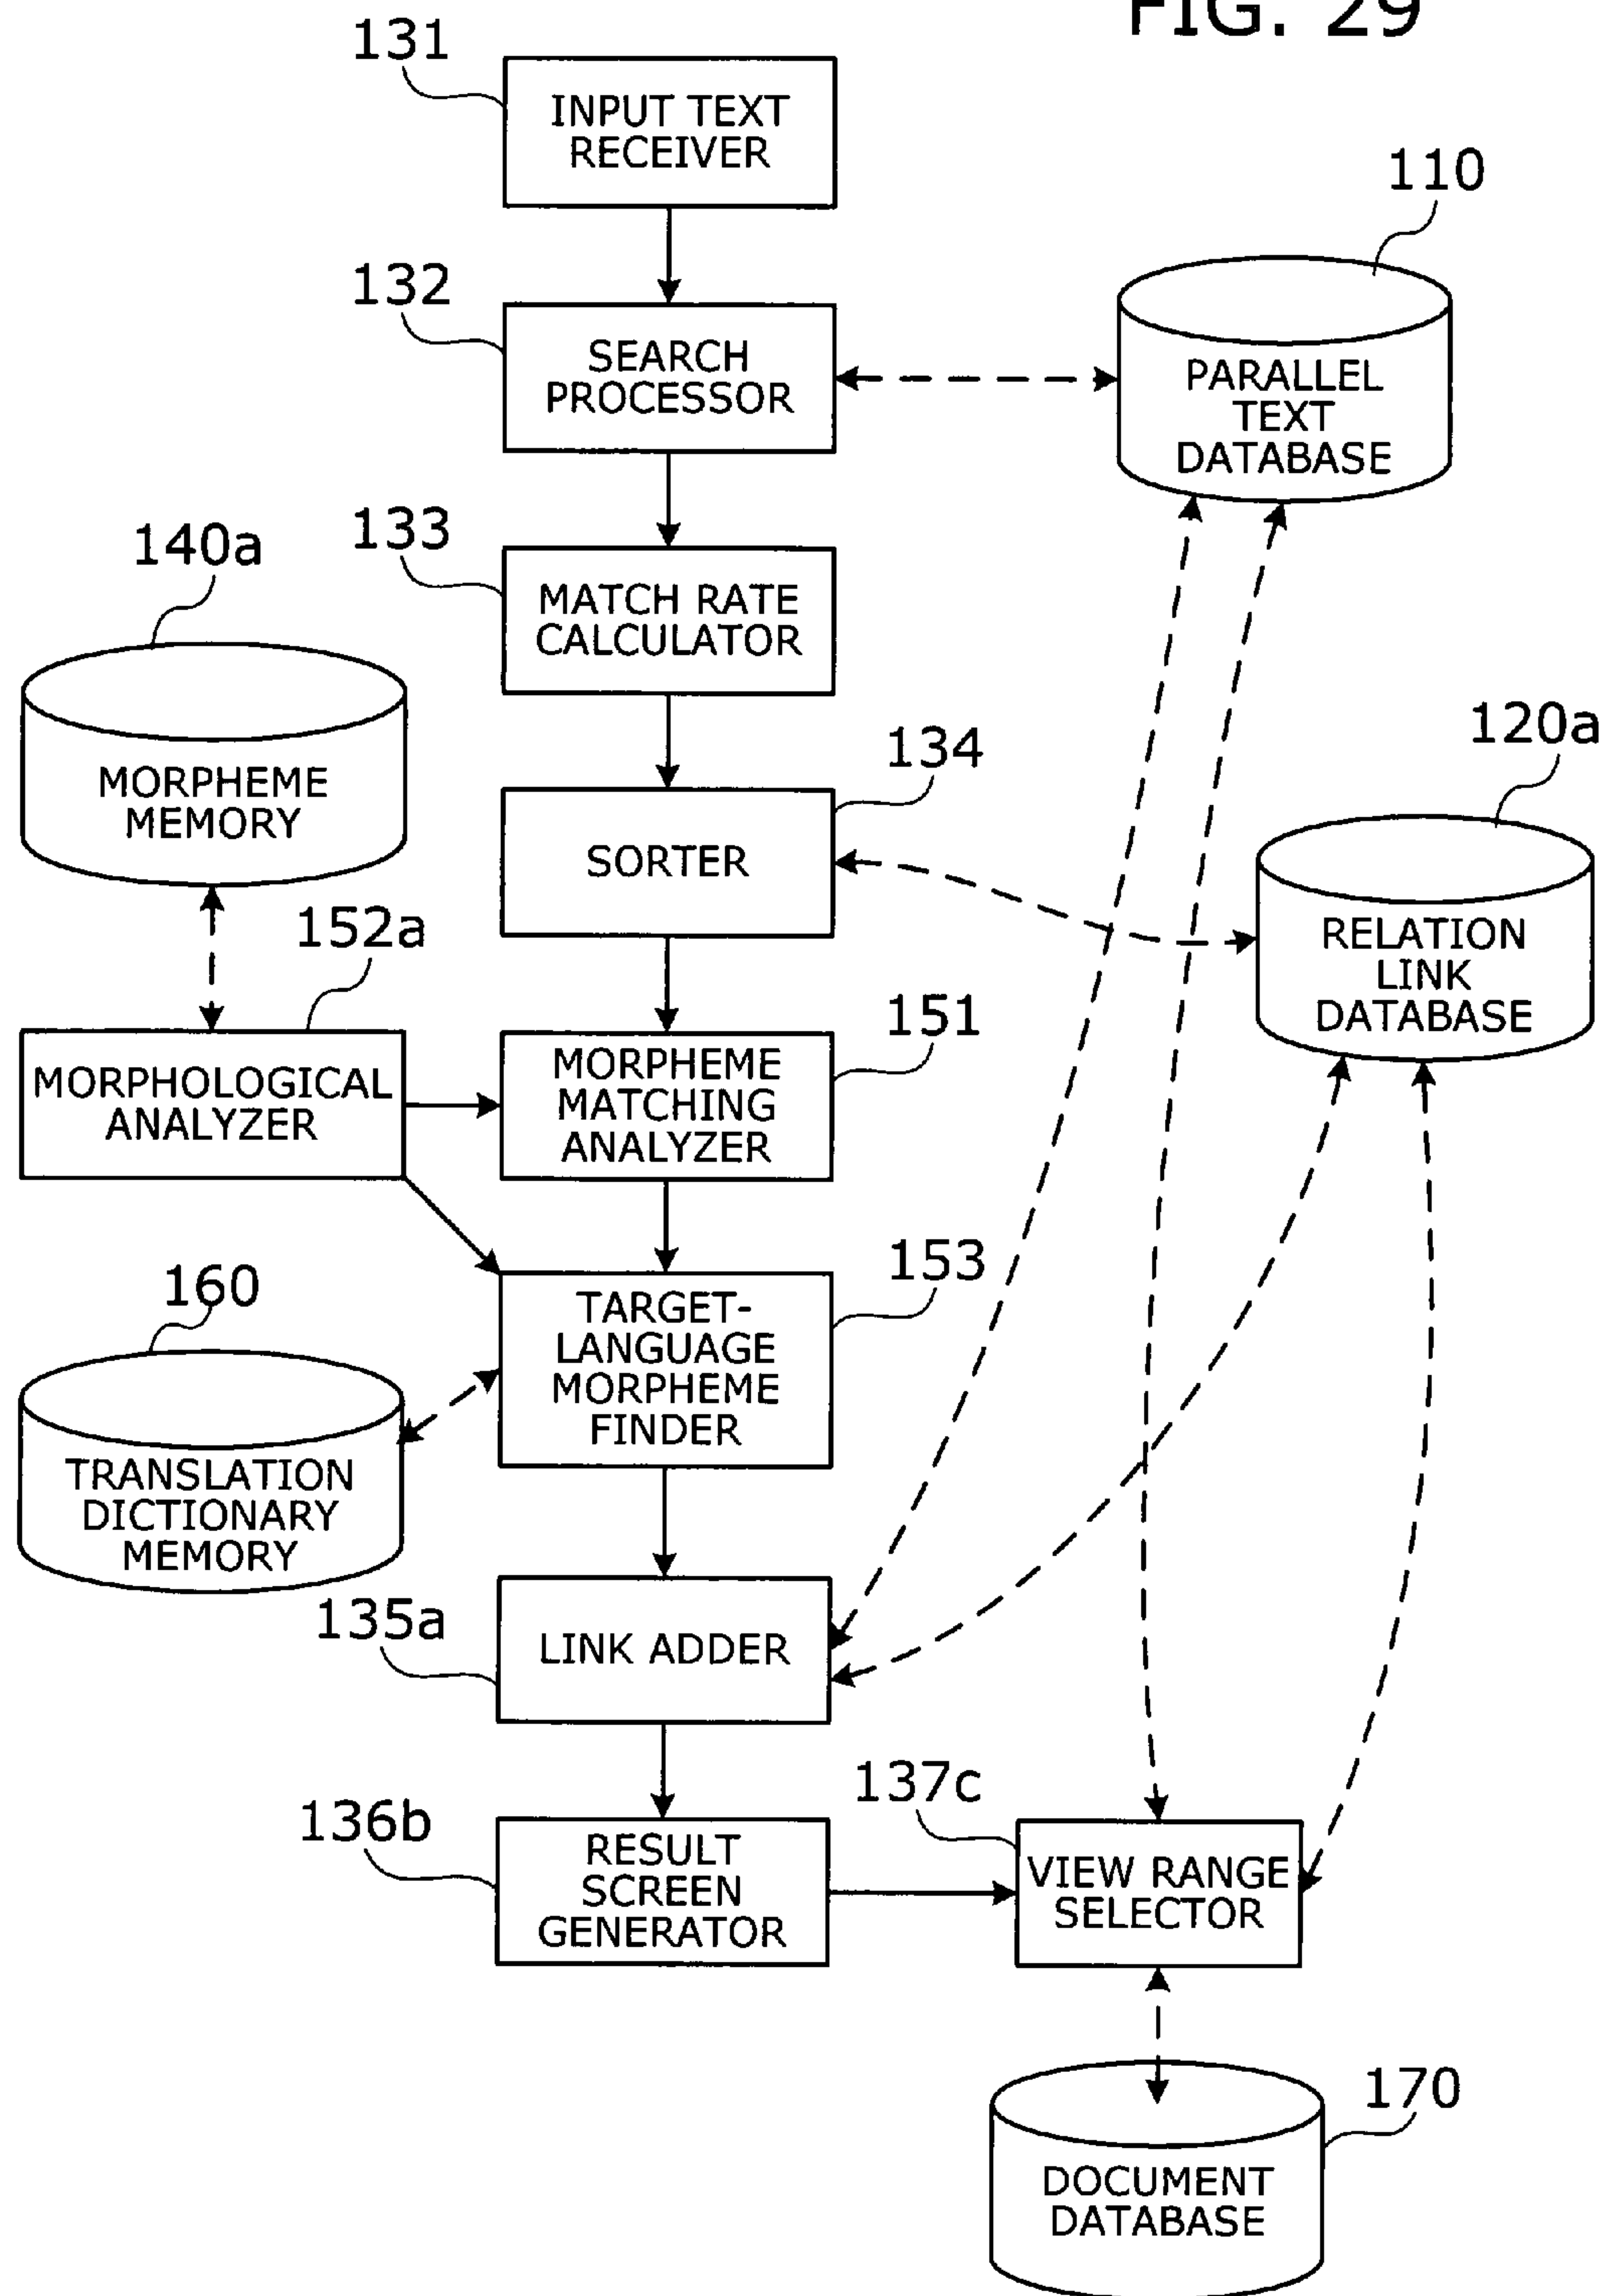 FIG. 29
131
INPUT TEXT
RECEIVER
110
132
SEARCH
PROCESSOR
PARALLEL
TEXT
DATABASE
133
140a
MATCH RATE
CALCULATOR
MORPHEME
MEMORY
134
120a
SORTER
RELATION
LINK
DATABASE
152a
151
MORPHOLOGICAL
ANALYZER
MORPHEME
MATCHING
ANALYZER
153
160
TARGET-
LANGUAGE
MORPHEME
FINDER
TRANSLATION
DICTIONARY
MEMORY
135a
LINK ADDER
137c
136b
RESULT
SCREEN
GENERATOR
VIEW RANGE
SELECTOR
170
DOCUMENT
DATABASE